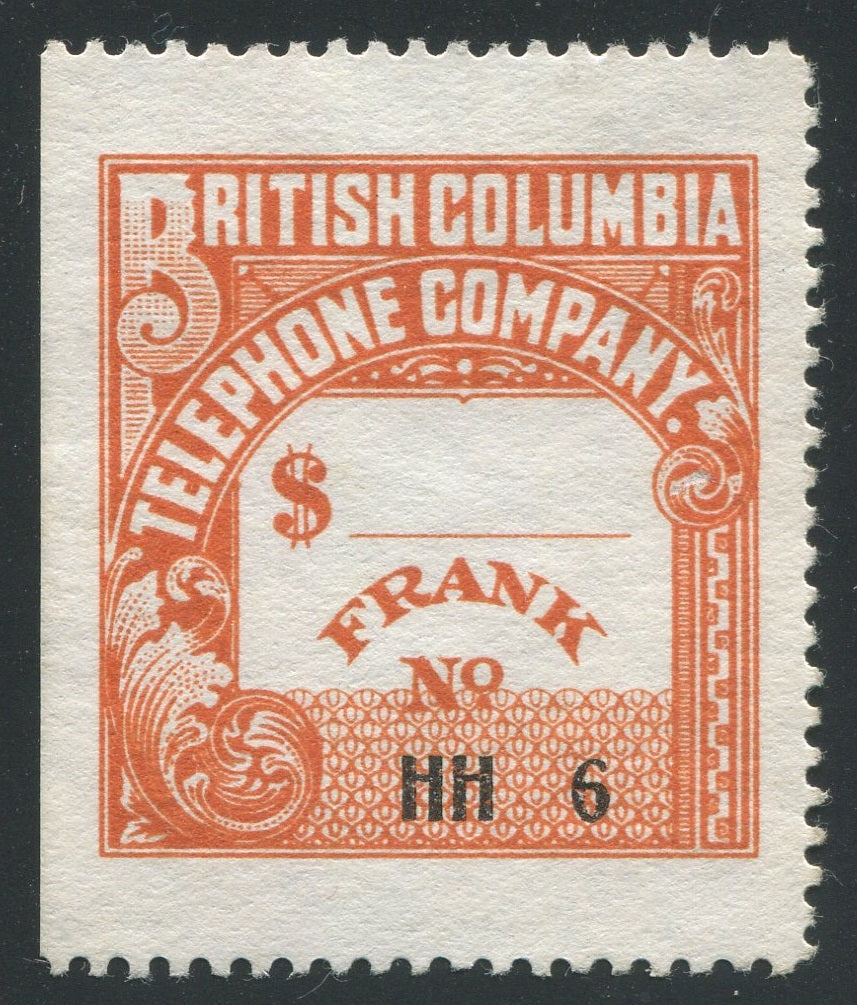 BRITISH COLUMBIA
TELEPHONE COMPANY.
$
FRANK
No
HH 6